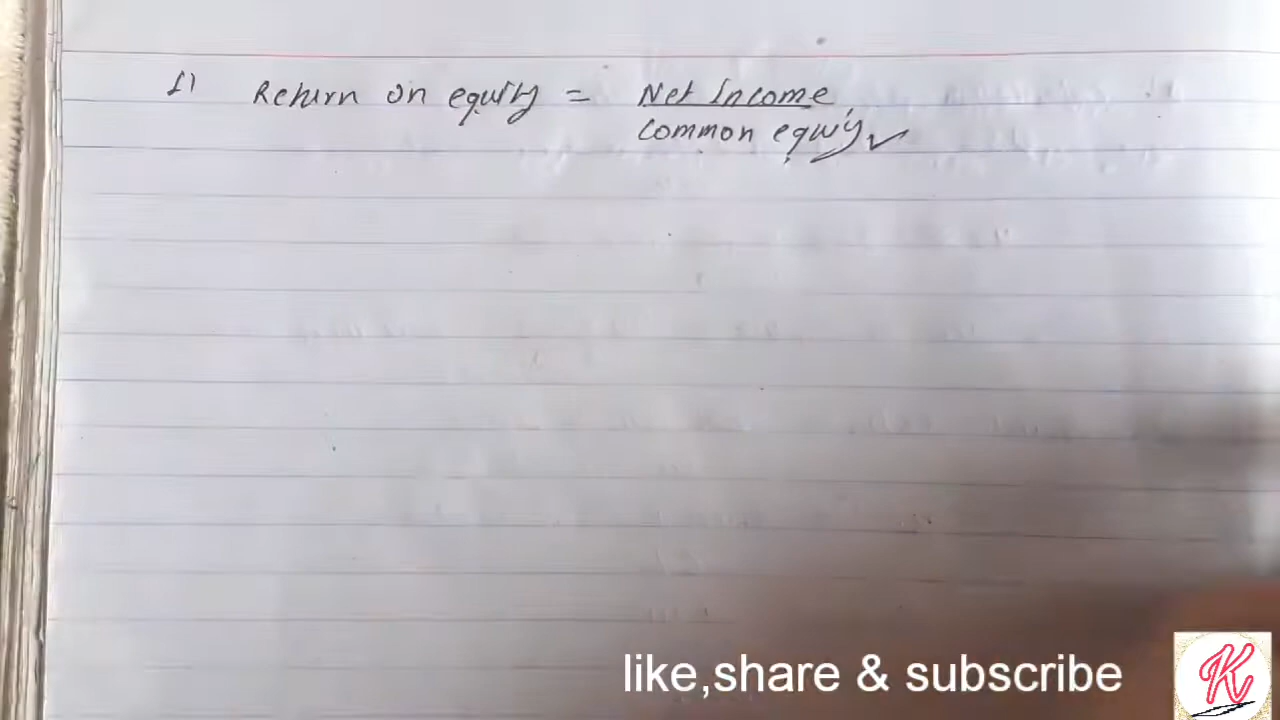 1) Return on equity = Net Income
Common equity
like,share & subscribe
K